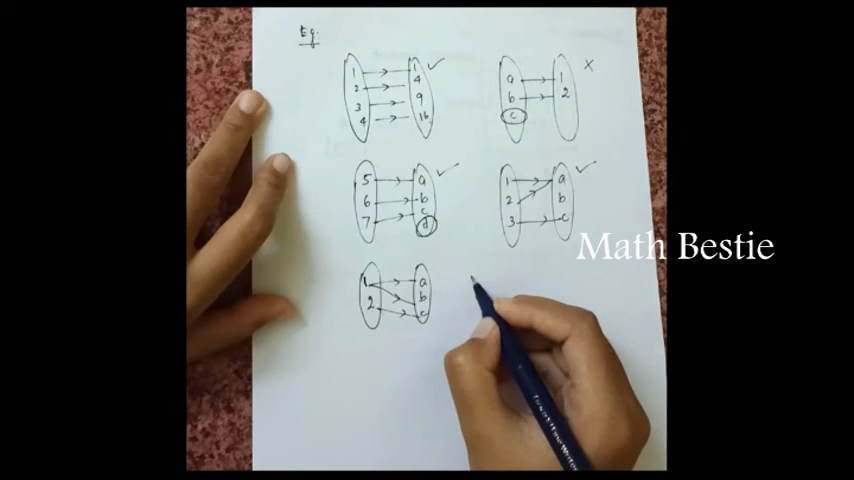 Eg:
1 1
2 4
3 9
4 16
a 1
b 2
c
5 a
6 b
7 c
d
1 a
2 b
3 c
Math Bestie
1 a
2 b
c